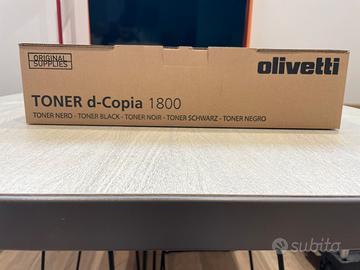 ORIGINAL
SUPPLIES
olivetti
TONER d-Copia 1800
TONER NERO - TONER BLACK - TONER NOIR - TONER SCHWARZ - TONER NEGRO
subito